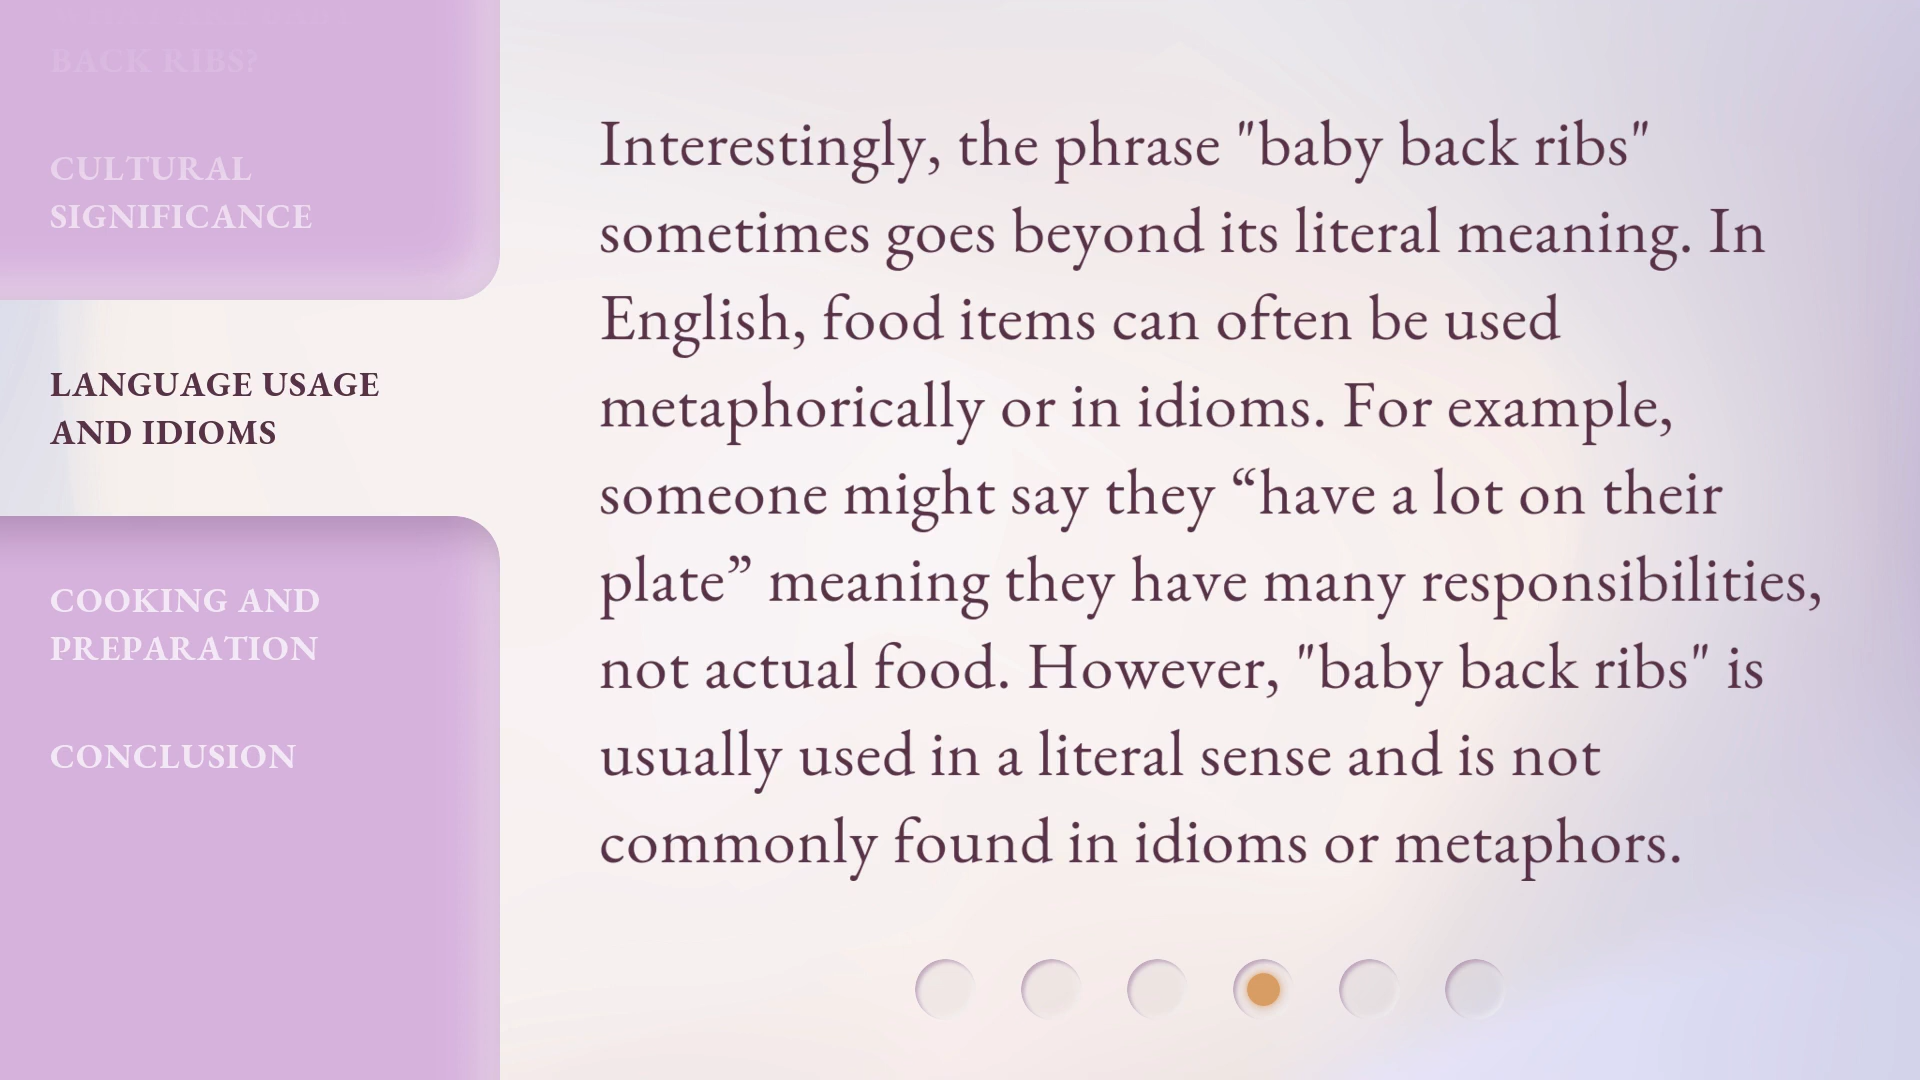 BACK RIBS?
CULTURAL
SIGNIFICANCE
LANGUAGE USAGE
AND IDIOMS
COOKING AND
PREPARATION
CONCLUSION
Interestingly, the phrase "baby back ribs"
sometimes goes beyond its literal meaning. In
English, food items can often be used
metaphorically or in idioms. For example,
someone might say they “have a lot on their
plate” meaning they have many responsibilities,
not actual food. However, "baby back ribs" is
usually used in a literal sense and is not
commonly found in idioms or metaphors.